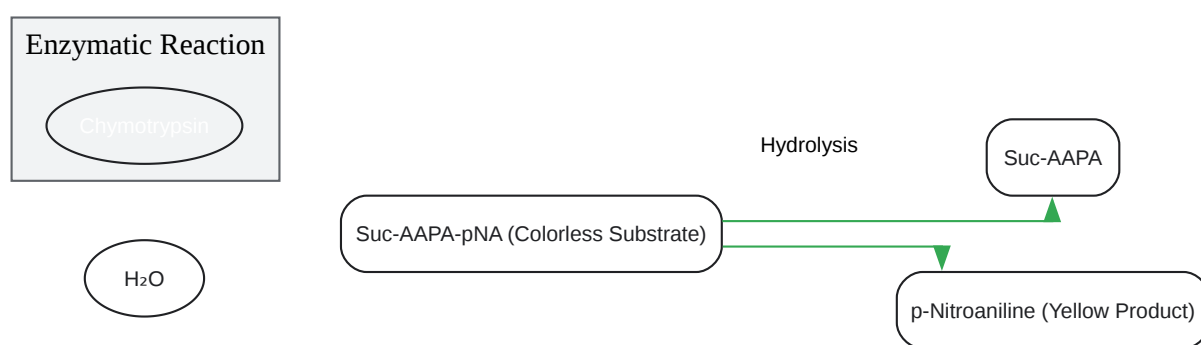 Enzymatic Reaction
Chymotrypsin
Hydrolysis
Suc-AAPA
Suc-AAPA-pNA (Colorless Substrate)
H₂O
p-Nitroaniline (Yellow Product)